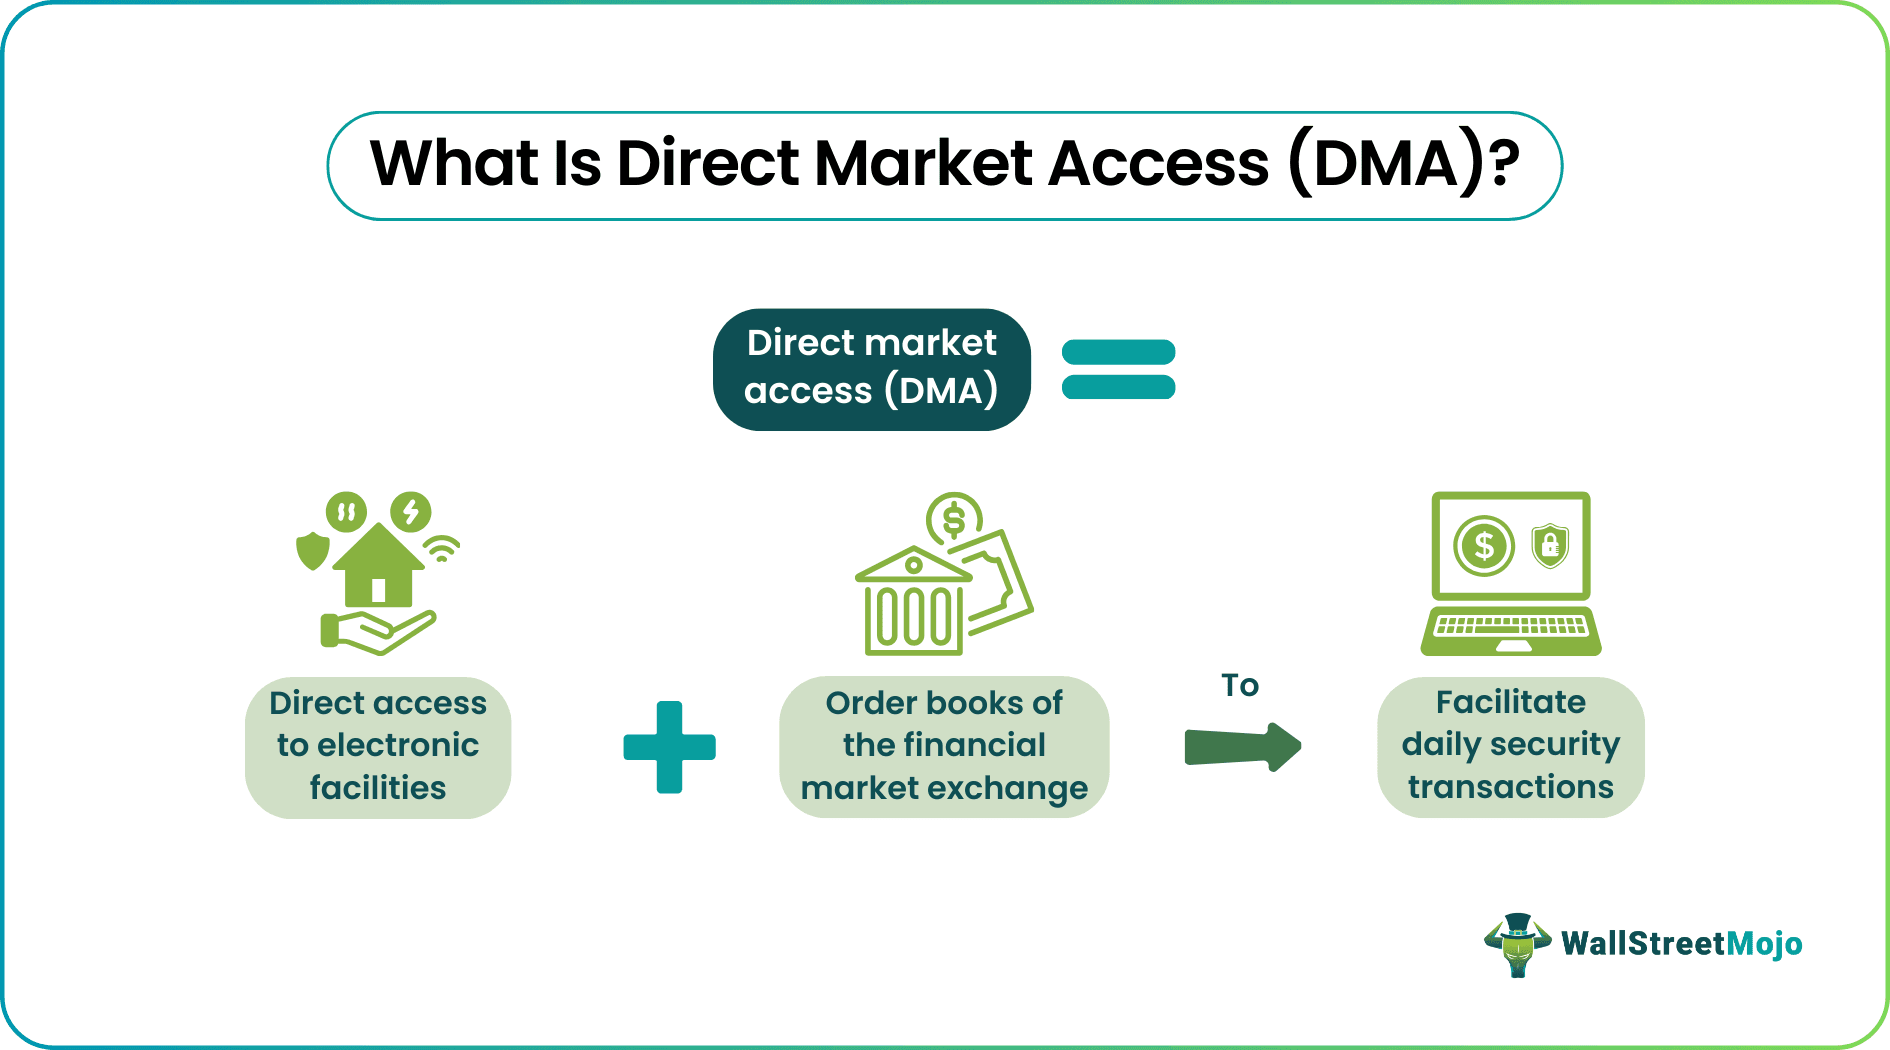 What Is Direct Market Access (DMA)?
Direct market
access (DMA)
Direct access
to electronic
facilities
Order books of
the financial
market exchange
To
Facilitate
daily security
transactions
WallStreetMojo